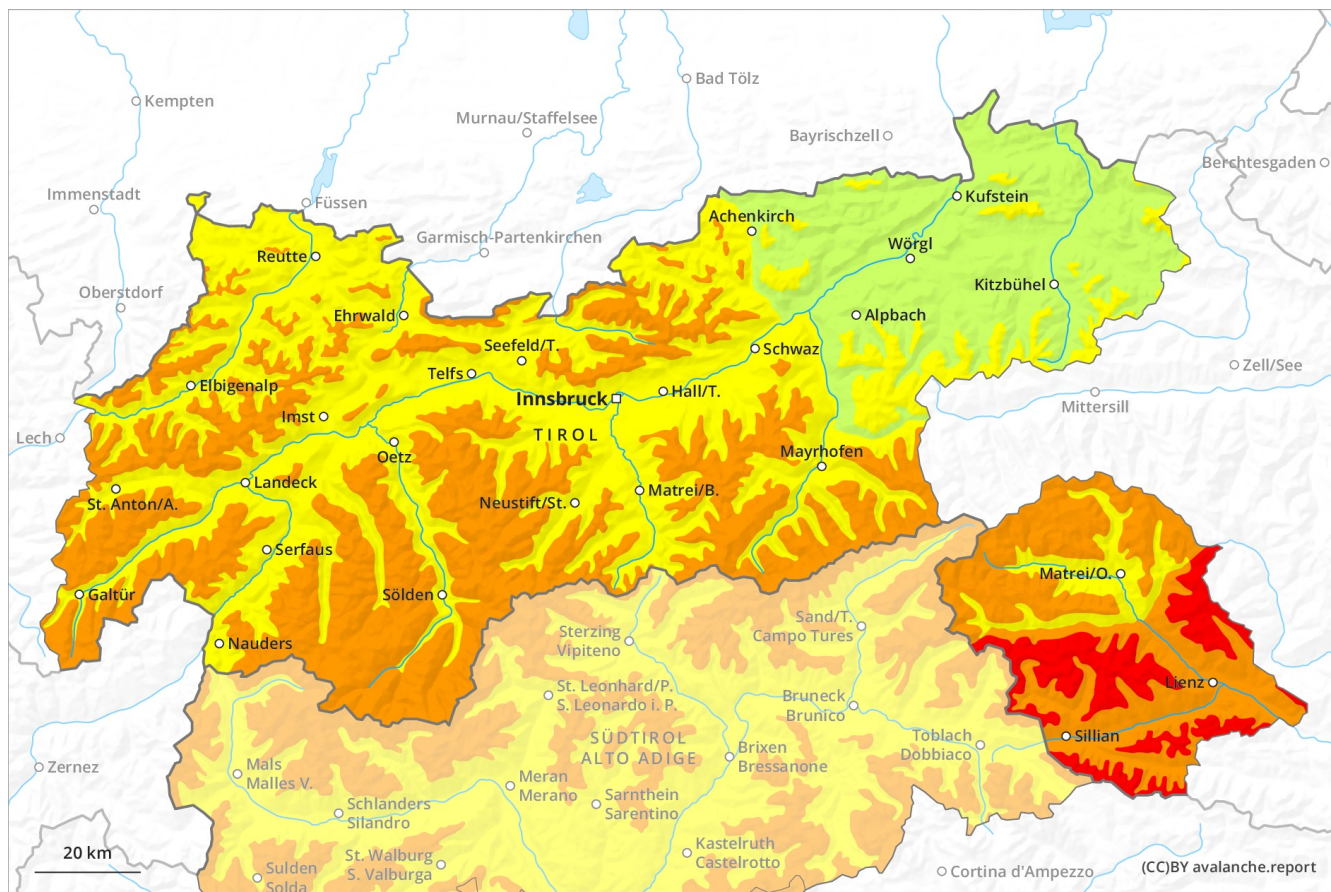 Kempten
Bad Tölz
Murnau/Staffelsee
Bayrischzell
Berchtesgaden
Immenstadt
Füssen
Kufstein
Achenkirch
Garmisch-Partenkirchen
Reutte
Wörgl
Oberstdorf
Kitzbühel
Ehrwald
Alpbach
Seefeld/T.
Schwaz
Zell/See
Telfs
Elbigenalp
Hall/T.
Innsbruck
Mittersill
Imst
Lech
TIROL
Oetz
Mayrhofen
Landeck
Matrei/B.
St. Anton/A.
Neustift/St.
Serfaus
Matrei/O.
Galtür
Sölden
Sand/T.
Campo Tures
Sterzing
Vipiteno
Nauders
Lienz
St. Leonhard/P.
S. Leonardo i. P.
Bruneck
Brunico
Sillian
Toblach
Dobbiaco
SÜDTIROL
ALTO ADIGE
Brixen
Bressanone
Zernez
Mals
Malles V.
Meran
Merano
Sarnthein
Sarentino
Schlanders
Silandro
Kastelruth
Castelrotto
20 km
St. Walburg
S. Valburga
Sulden
Solda
Cortina d'Ampezzo
(CC)BY avalanche.report